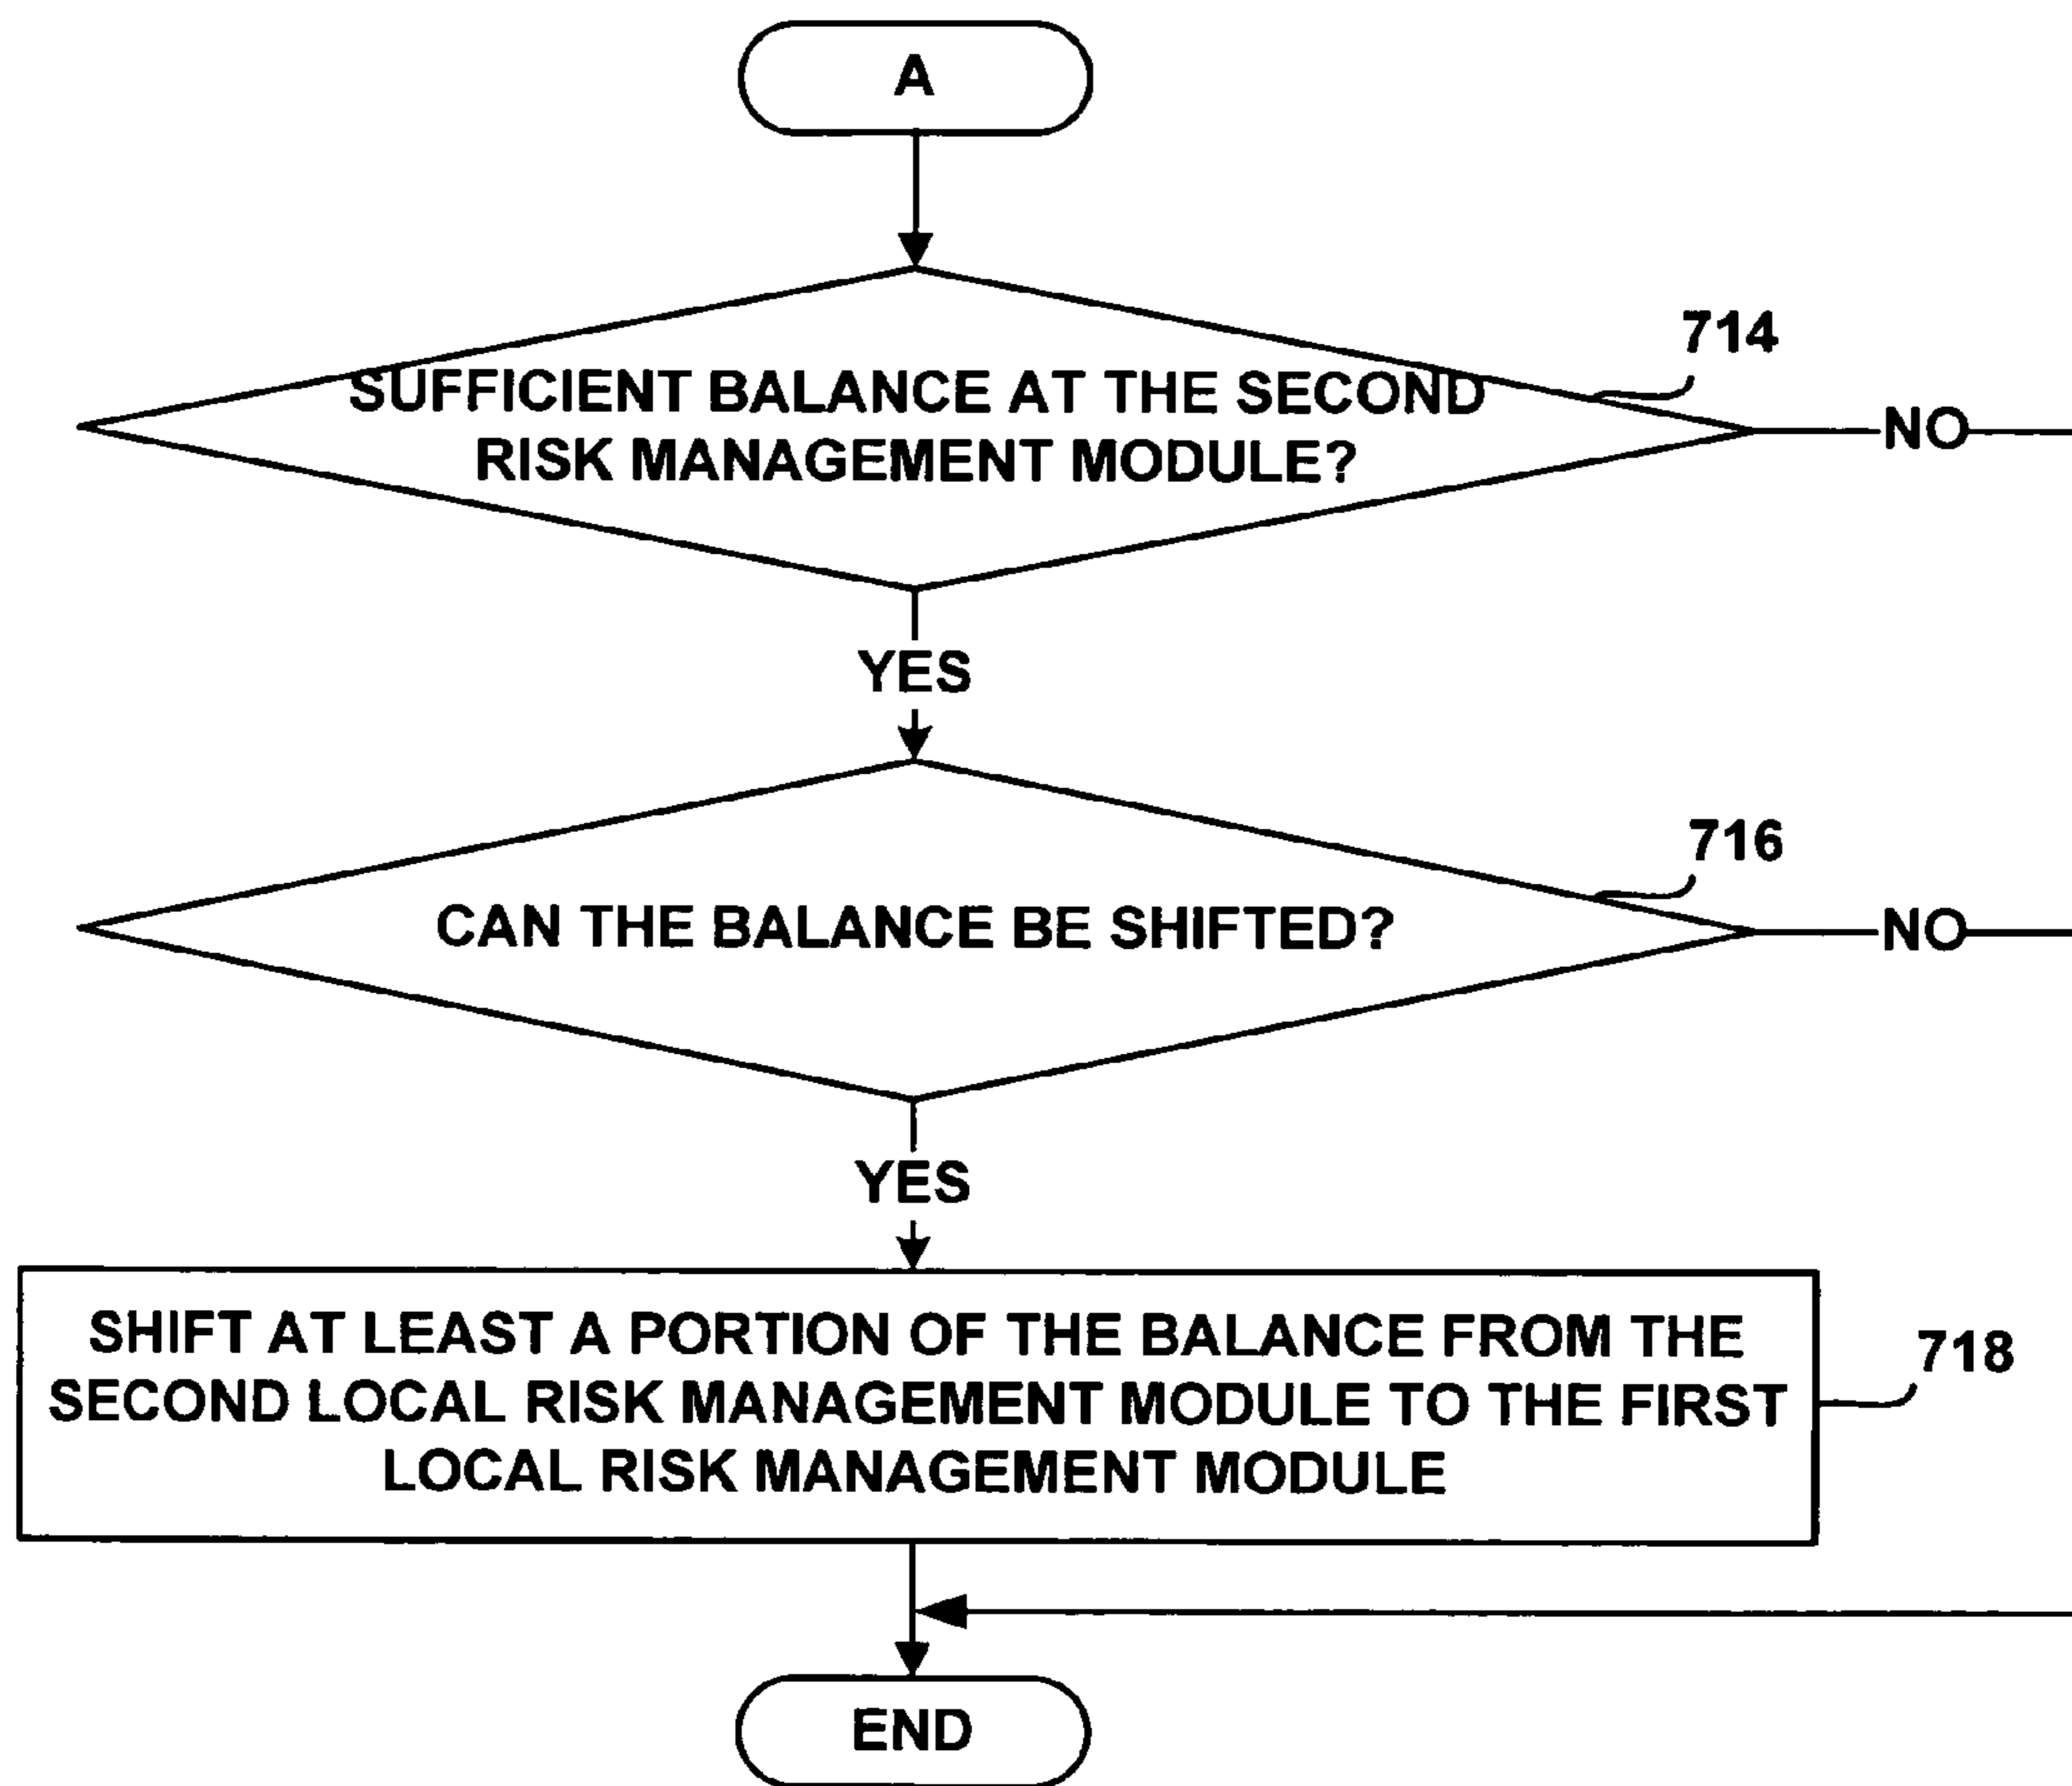 A
714
SUFFICIENT BALANCE AT THE SECOND
RISK MANAGEMENT MODULE?
NO
YES
716
CAN THE BALANCE BE SHIFTED?
NO
YES
SHIFT AT LEAST A PORTION OF THE BALANCE FROM THE
SECOND LOCAL RISK MANAGEMENT MODULE TO THE FIRST
LOCAL RISK MANAGEMENT MODULE
718
END